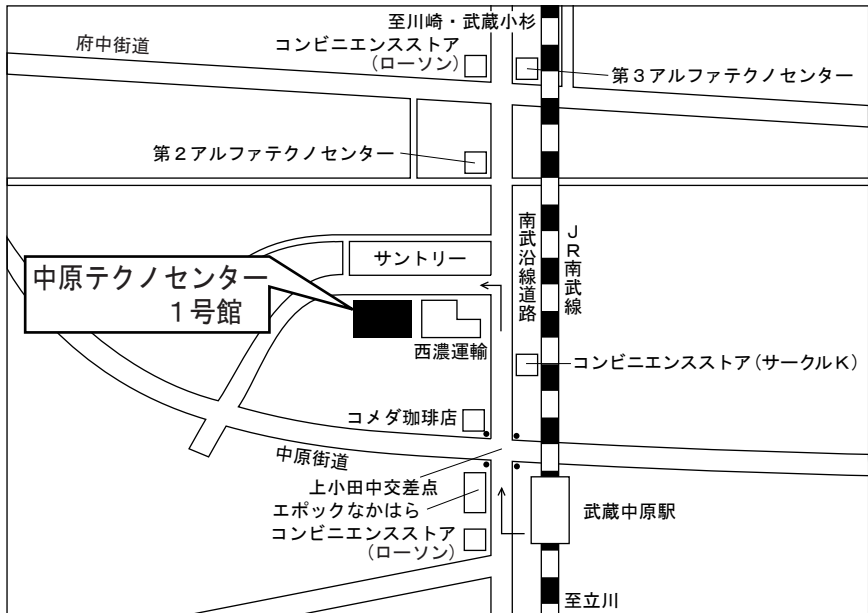 至川崎・武蔵小杉
府中街道
コンビニエンスストア
(ローソン)
第3アルファテクノセンター
第2アルファテクノセンター
南武沿線道路
JR南武線
サントリー
中原テクノセンター
1号館
西濃運輸
コンビニエンスストア(サークルK)
コメダ珈琲店
中原街道
上小田中交差点
エポックなかはら
武蔵中原駅
コンビニエンスストア
(ローソン)
至立川